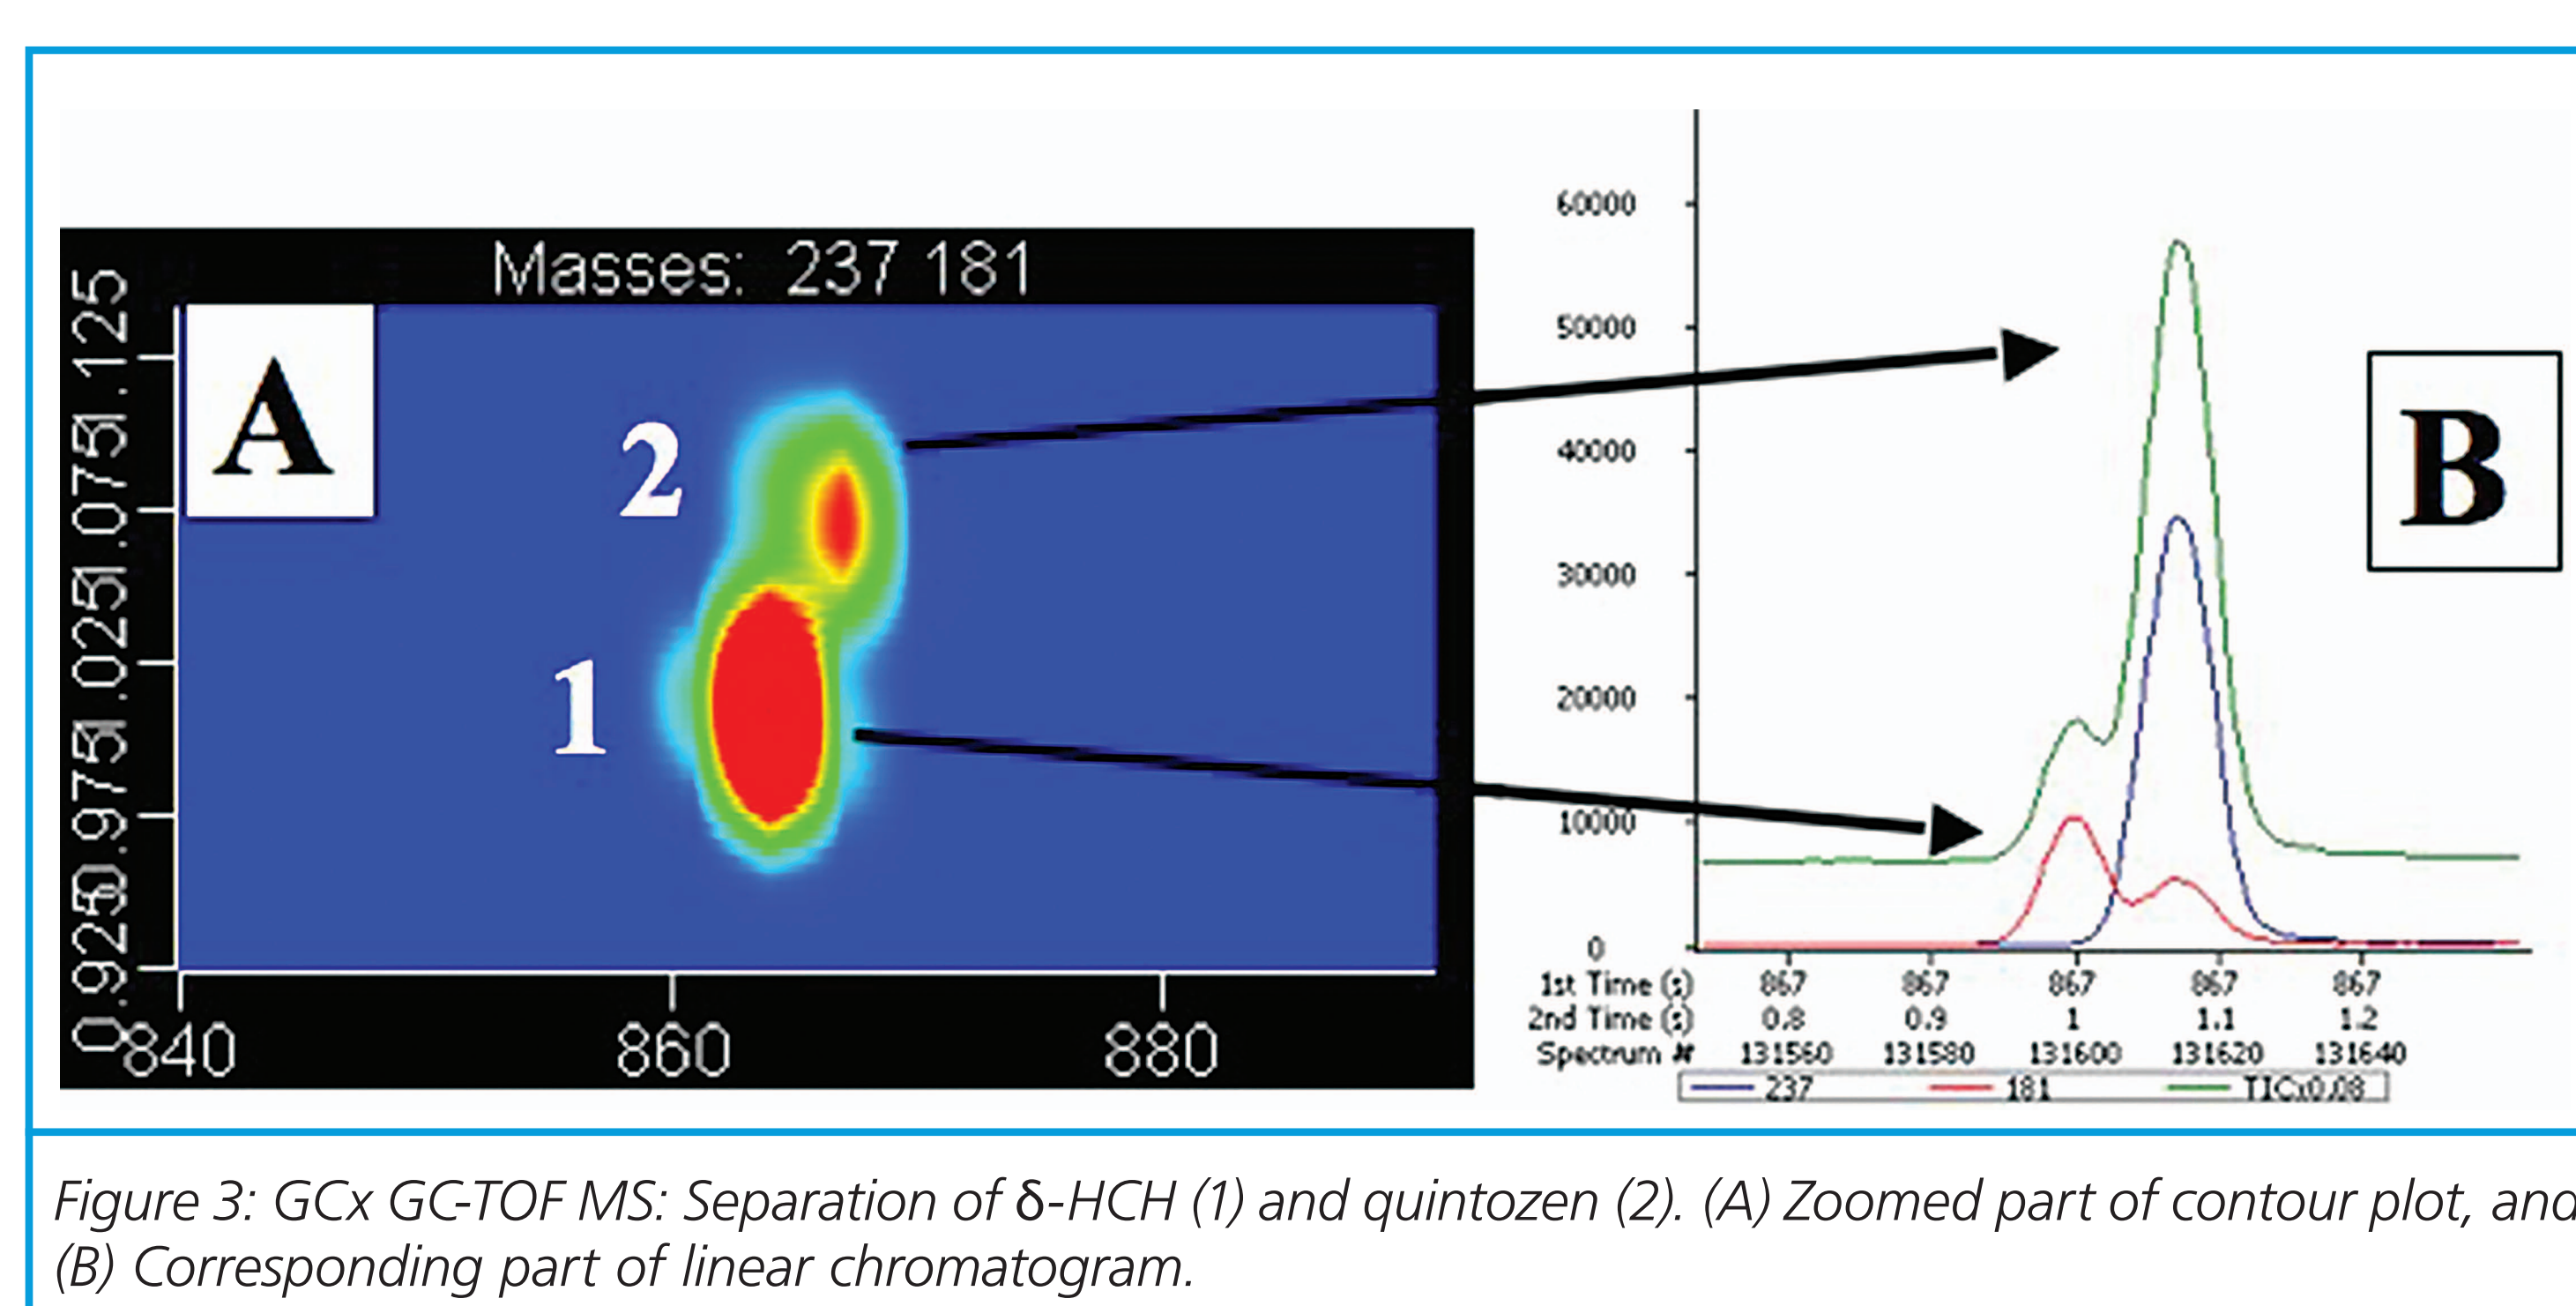 Masses: 237 181
A
2
1
1.125
1.075
1.025
0.975
0.925
840 860 880
60000
50000
40000
30000
20000
10000
0
B
1st Time (s) 867 867 867 867 867
2nd Time (s) 0.8 0.9 1 1.1 1.2
Spectrum # 131560 131580 131600 131620 131640
237 181 TICx0.08
Figure 3: GCx GC-TOF MS: Separation of δ-HCH (1) and quintozen (2). (A) Zoomed part of contour plot, and
(B) Corresponding part of linear chromatogram.